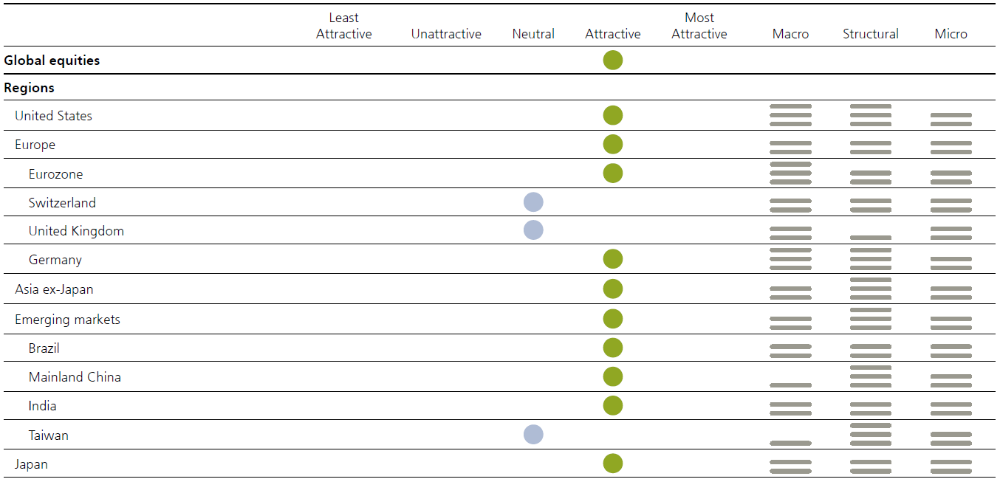 Least Attractive Unattractive Neutral Attractive Most Attractive Macro Structural Micro
Global equities
Regions
United States
Europe
Eurozone
Switzerland
United Kingdom
Germany
Asia ex-Japan
Emerging markets
Brazil
Mainland China
India
Taiwan
Japan